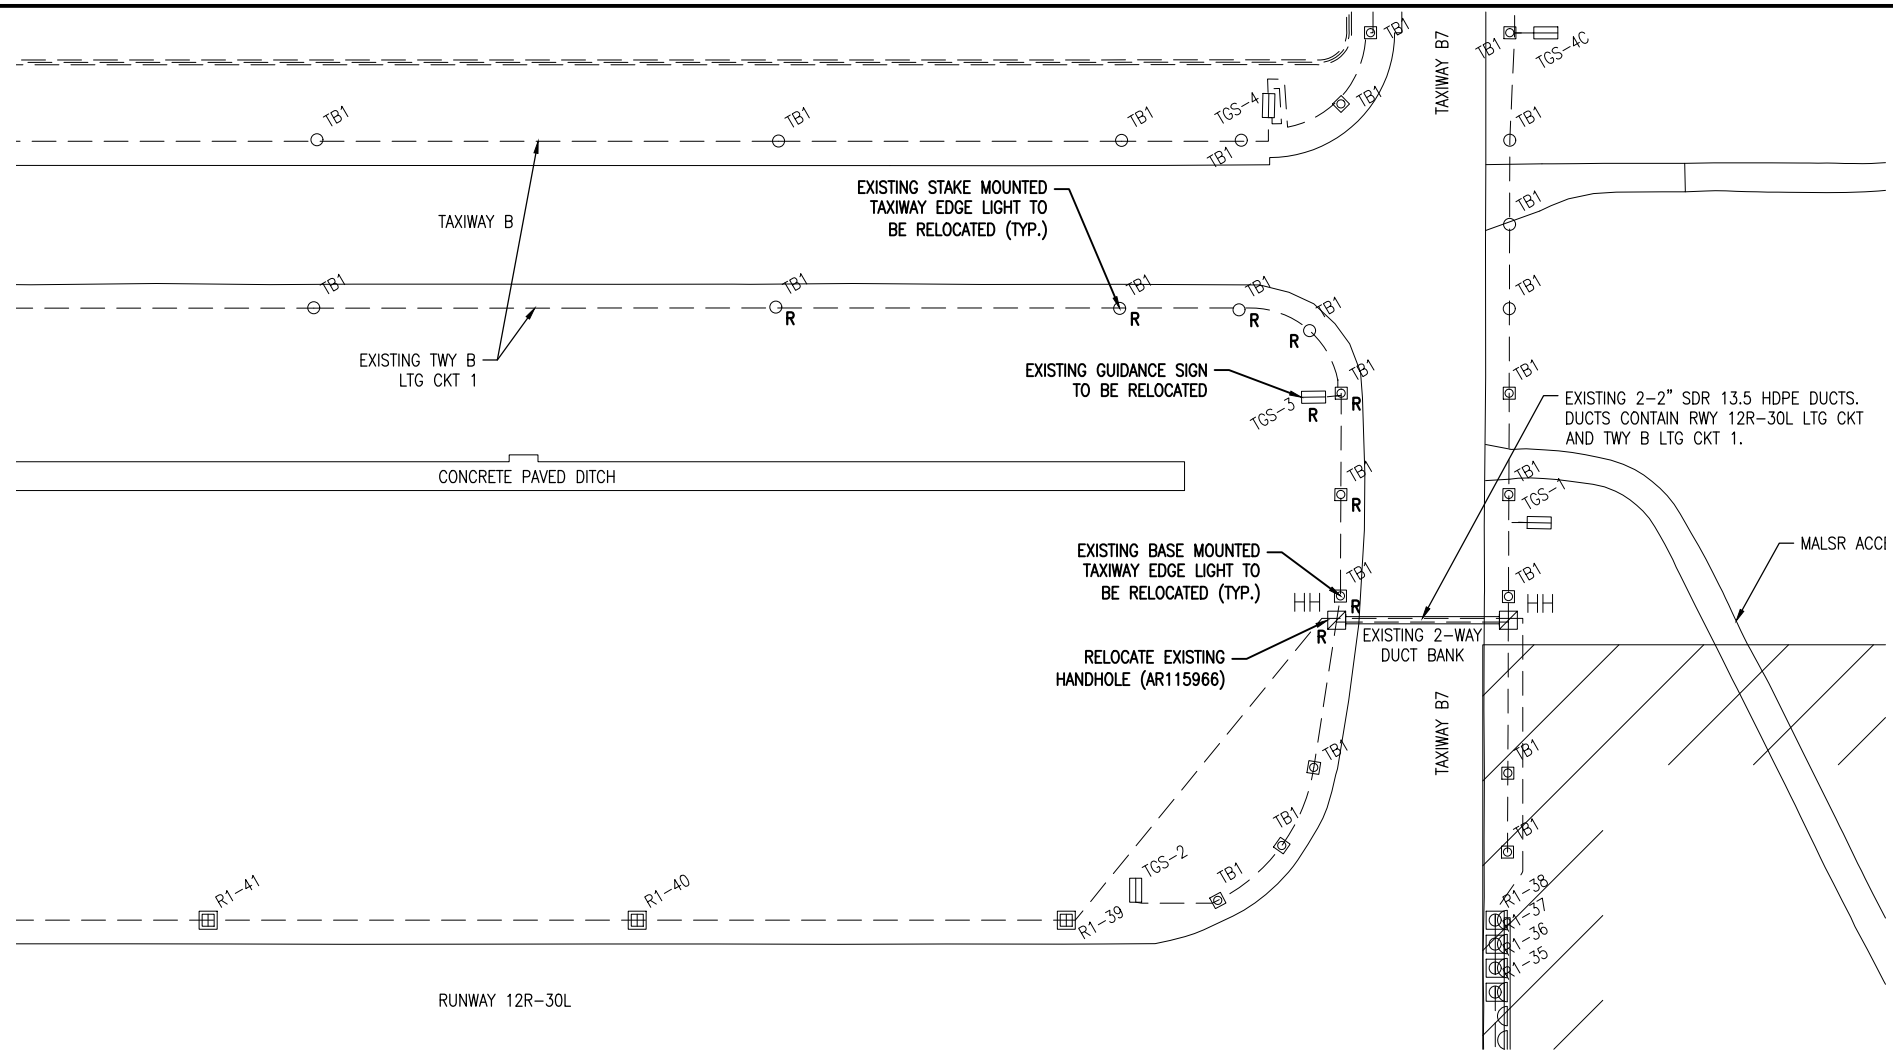 TB1
TAXIWAY B7
TB1
TGS-4C
TGS-4
TB1
TB1
TB1
TB1
TB1
TB1
TB1
EXISTING STAKE MOUNTED
TAXIWAY EDGE LIGHT TO
BE RELOCATED (TYP.)
TAXIWAY B
TB1
TB1
TB1
TB1
TB1
TB1
TB1
R
R
R
R
EXISTING TWY B
LTG CKT 1
EXISTING GUIDANCE SIGN
TO BE RELOCATED
TGS-3
R
TB1
R
TB1
EXISTING 2-2" SDR 13.5 HDPE DUCTS.
DUCTS CONTAIN RWY 12R-30L LTG CKT
AND TWY B LTG CKT 1.
CONCRETE PAVED DITCH
TB1
R
TB1
TGS-1
EXISTING BASE MOUNTED
TAXIWAY EDGE LIGHT TO
BE RELOCATED (TYP.)
TB1
R
HH
R
TB1
HH
MALSR ACCE
EXISTING 2-WAY
DUCT BANK
RELOCATE EXISTING
HANDHOLE (AR115966)
TAXIWAY B7
TB1
TB1
TB1
TB1
TGS-2
TB1
R1-41
R1-40
R1-39
R1-38
R1-37
R1-36
R1-35
RUNWAY 12R-30L